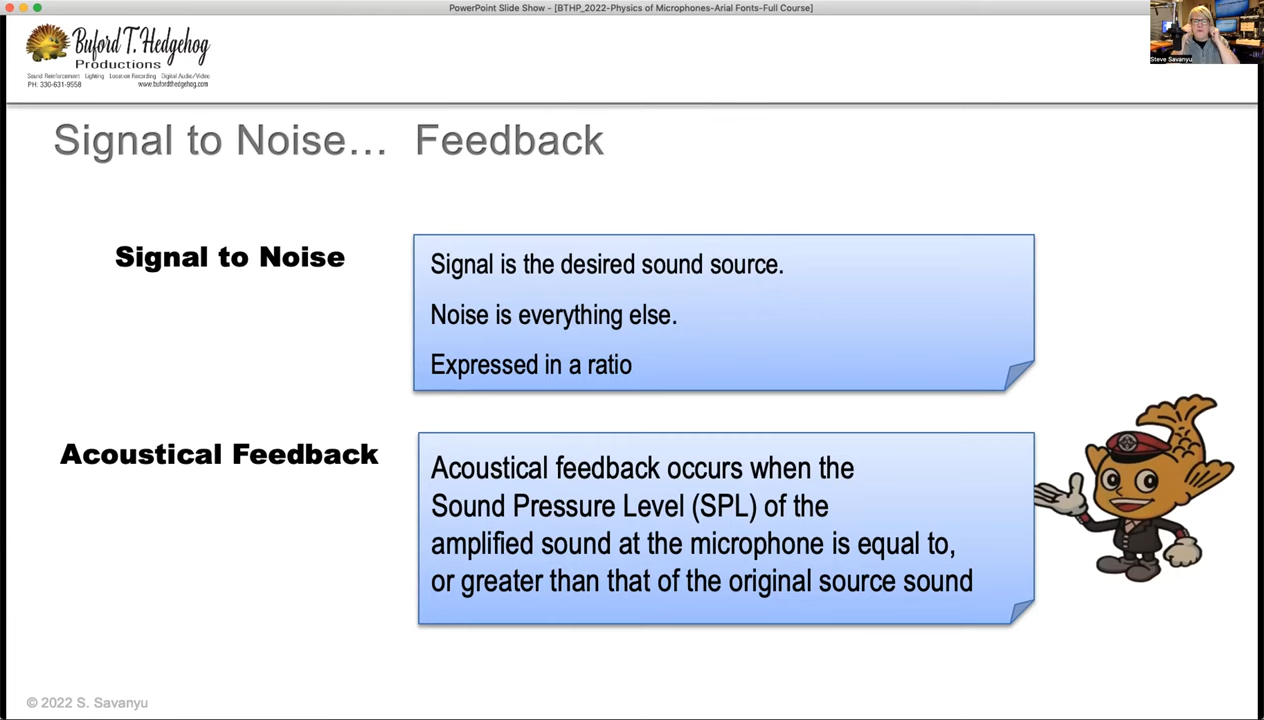 PowerPoint Slide Show - [BTHP_2022-Physics of Microphones-Arial Fonts-Full Course]
Buford T. Hedgehog
Productions
Sound Reinforcement Lighting Location Recording Digital Audio/Video
PH: 330-631-9558 www.bufordthedgehog.com
Steve Savanyu
Signal to Noise... Feedback
Signal to Noise
Signal is the desired sound source.
Noise is everything else.
Expressed in a ratio
Acoustical Feedback
Acoustical feedback occurs when the
Sound Pressure Level (SPL) of the
amplified sound at the microphone is equal to,
or greater than that of the original source sound
© 2022 S. Savanyu